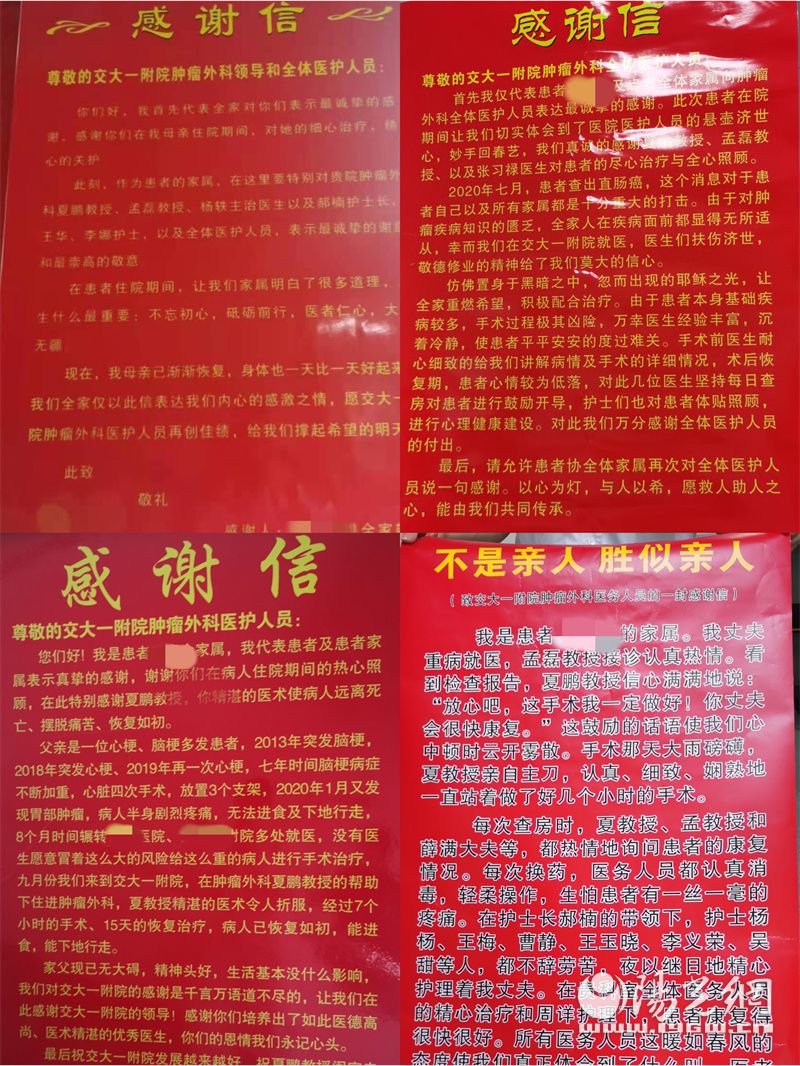 感谢信
尊敬的交大一附院肿瘤外科领导和全体医护人员：
你们好，我首先代表全家对你们表示最诚挚的感
谢，感谢你们在我母亲住院期间，对她的细心治疗，精
心的关护
此刻，作为患者的家属，在这里要特别对贵院肿瘤外
科夏鹏教授、孟磊教授、杨轶主治医生以及郝楠护士长，
王华、李娜护士，以及全体医护人员，表示最诚挚的谢意
和最崇高的敬意
在患者住院期间，让我们家属明白了很多道理，
生什么最重要：不忘初心，砥砺前行，医者仁心，大
无疆
现在，我母亲已渐渐恢复，身体也一天比一天好起来
我们全家仅以此信表达我们内心的感激之情，愿交大一
院肿瘤外科医护人员再创佳绩，给我们撑起希望的明天
此致
敬礼
感谢人：
全家
感谢信
尊敬的交大一附院肿瘤外科全体医护人员：
首先我仅代表患者
全体家属向肿瘤
外科全体医护人员表达最诚挚的感谢。此次患者在院
期间让我们切实体会到了医院医护人员的悬壶济世
心，妙手回春艺，我们真诚的感谢
教授、孟磊教
授、以及张习禄医生对患者的尽心治疗与全心照顾。
2020年七月，患者查出直肠癌，这个消息对于患
者自己以及所有家属都是十分重大的打击。由于对肿
瘤疾病知识的匮乏，全家人在疾病面前都显得无所适
从，幸而我们在交大一附院就医，医生们扶伤济世，
敬德修业的精神给了我们莫大的信心。
仿佛置身于黑暗之中，忽而出现的耶稣之光，让
全家重燃希望，积极配合治疗。由于患者本身基础疾
病较多，手术过程极其凶险，万幸医生经验丰富，沉
着冷静，使患者平平安安的度过难关。手术前医生耐
心细致的给我们讲解病情及手术的详细情况，术后恢
复期，患者心情较为低落，对此几位医生坚持每日查
房对患者进行鼓励开导，护士们也对患者体贴照顾，
进行心理健康建设。对此我们万分感谢全体医护人员
的付出。
最后，请允许患者协全体家属再次对全体医护人
员说一句感谢。以心为灯，与人以希，愿救人助人之
心，能由我们共同传承。
感谢信
尊敬的交大一附院肿瘤外科医护人员：
您们好！我是患者
家属，我代表患者及患者家
属表示真挚的感谢，谢谢你们在病人住院期间的热心照
顾，在此特别感谢夏鹏教授，你精湛的医术使病人远离死
亡、摆脱痛苦、恢复如初。
父亲是一位心梗、脑梗多发患者，2013年突发脑梗，
2018年突发心梗、2019年再一次心梗，七年时间脑梗病症
不断加重，心脏四次手术，放置3个支架，2020年1月又发
现胃部肿瘤，病人半身剧烈疼痛，无法进食及下地行走，
8个月时间辗转
医院、
院多处就医，没有医
生愿意冒着这么大的风险给这么重的病人进行手术治疗，
九月份我们来到交大一附院，在肿瘤外科夏鹏教授的帮助
下住进肿瘤外科，夏教授精湛的医术令人折服，经过7个
小时的手术、15天的恢复治疗，病人已恢复如初，能进
食，能下地行走。
家父现已无大碍，精神头好，生活基本没什么影响，
我们对交大一附院的感谢是千言万语道不尽的，让我们在
此感谢交大一附院的领导！感谢你们培养出了如此医德高
尚、医术精湛的优秀医生，你们的恩情我们永记心头。
最后祝交大一附院发展越来越好，祝夏鹏教授
不是亲人 胜似亲人
（致交大一附院肿瘤外科医务人员的一封感谢信）
我是患者
的家属。我丈夫
重病就医，孟磊教授接诊认真热情。看
到检查报告，夏鹏教授信心满满地说：
“放心吧，这手术我一定做好！你丈夫
会很快康复。”这鼓励的话语使我们心
中顿时云开雾散。手术那天大雨磅礴，
夏教授亲自主刀，认真、细致、娴熟地
一直站着做了好几个小时的手术。
每次查房时，夏教授、孟教授和
薛满大夫等，都热情地询问患者的康复
情况。每次换药，医务人员都认真消
毒，轻柔操作，生怕患者有一丝一毫的
疼痛。在护士长郝楠的带领下，护士杨
杨、王梅、曹静、王玉晓、李义荣、吴
甜等人，都不辞劳苦、夜以继日地精心
护理着我丈夫。在
全体医务人员
的精心治疗和周详护理下，患者康复得
很快很好。所有医务人员这暖如春风的
态度使我们真正体会到了什么叫，医者